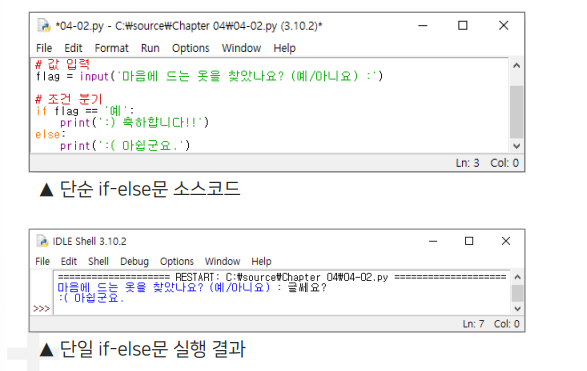 *04-02.py - C:₩source₩Chapter 04₩04-02.py (3.10.2)*
File Edit Format Run Options Window Help
# 값 입력
flag = input('마음에 드는 옷을 찾았나요? (예/아니요) :')
# 조건 분기
if flag == '예':
print(':) 축하합니다!!')
else:
print(':( 아쉽군요.')
Ln: 3 Col: 0
▲ 단순 if-else문 소스코드
IDLE Shell 3.10.2
File Edit Shell Debug Options Window Help
==================== RESTART: C:₩source₩Chapter 04₩04-02.py ====================
마음에 드는 옷을 찾았나요? (예/아니요) : 글쎄요?
:( 아쉽군요.
>>>
Ln: 7 Col: 0
▲ 단일 if-else문 실행 결과